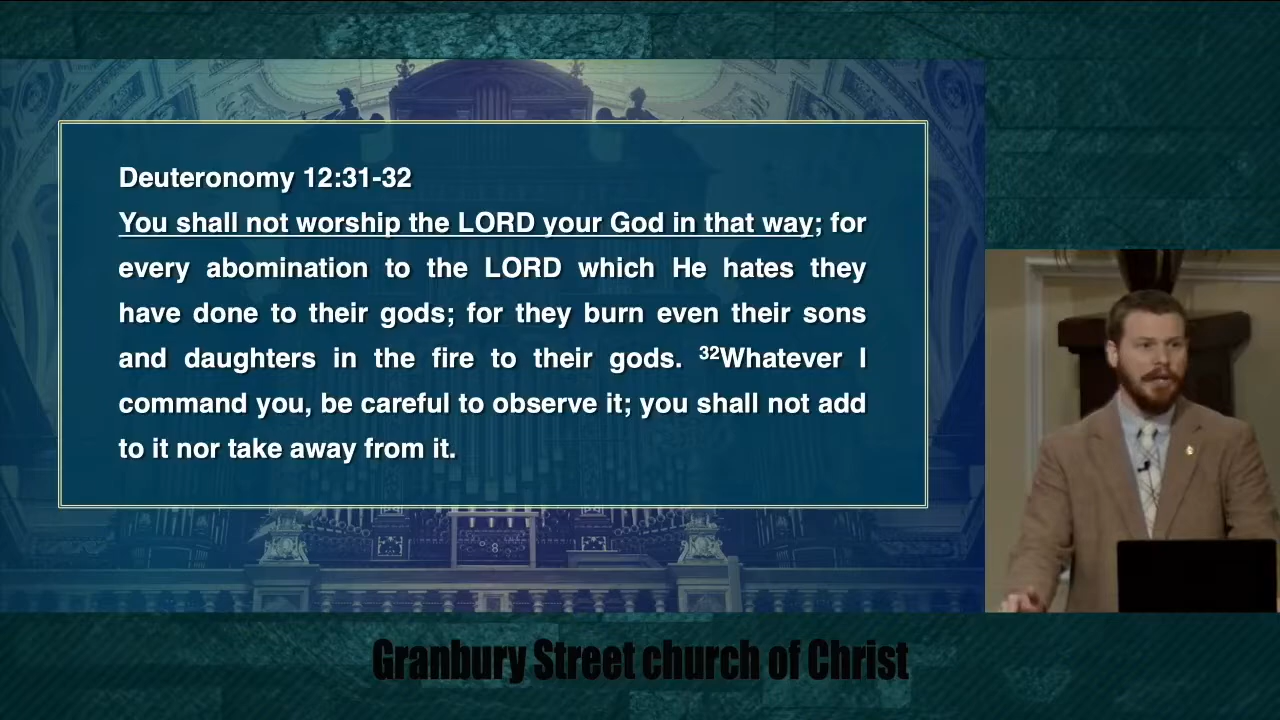 Deuteronomy 12:31-32
You shall not worship the LORD your God in that way; for
every abomination to the LORD which He hates they
have done to their gods; for they burn even their sons
and daughters in the fire to their gods. ³²Whatever I
command you, be careful to observe it; you shall not add
to it nor take away from it.
Granbury Street church of Christ